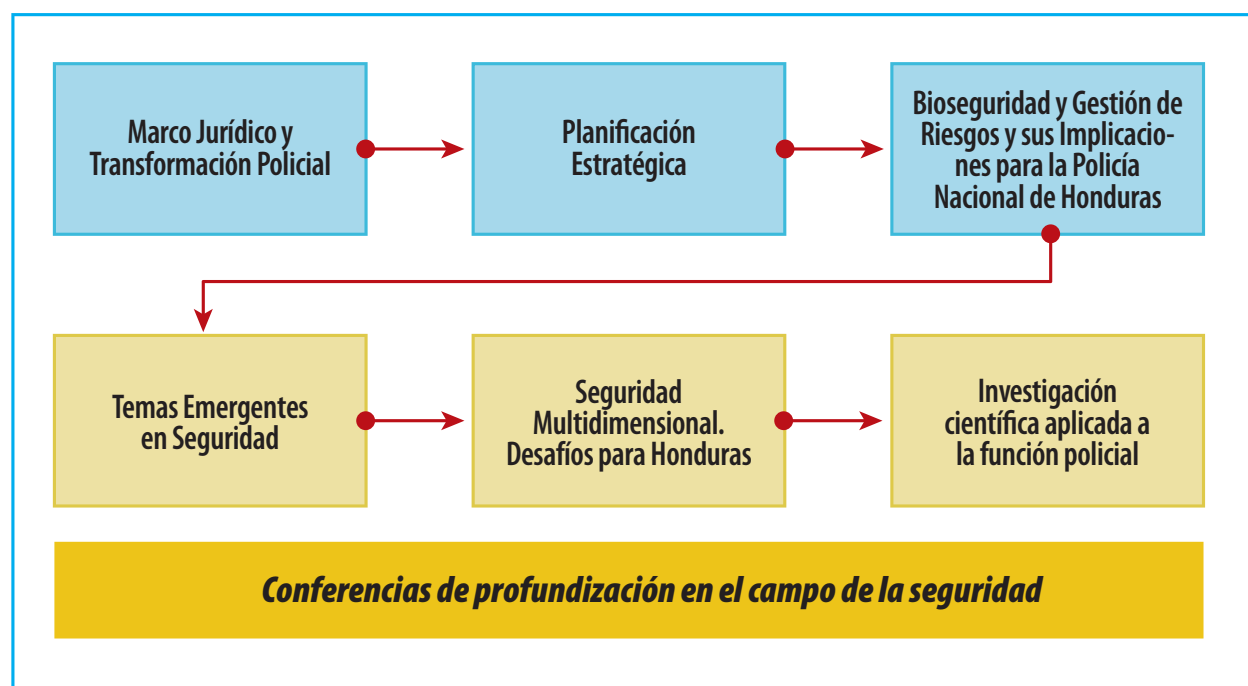 Marco Jurídico y
Transformación Policial
Planificación
Estratégica
Bioseguridad y Gestión de
Riesgos y sus Implicacio-
nes para la Policía
Nacional de Honduras
Temas Emergentes
en Seguridad
Seguridad
Multidimensional.
Desafíos para Honduras
Investigación
científica aplicada a
la función policial
Conferencias de profundización en el campo de la seguridad